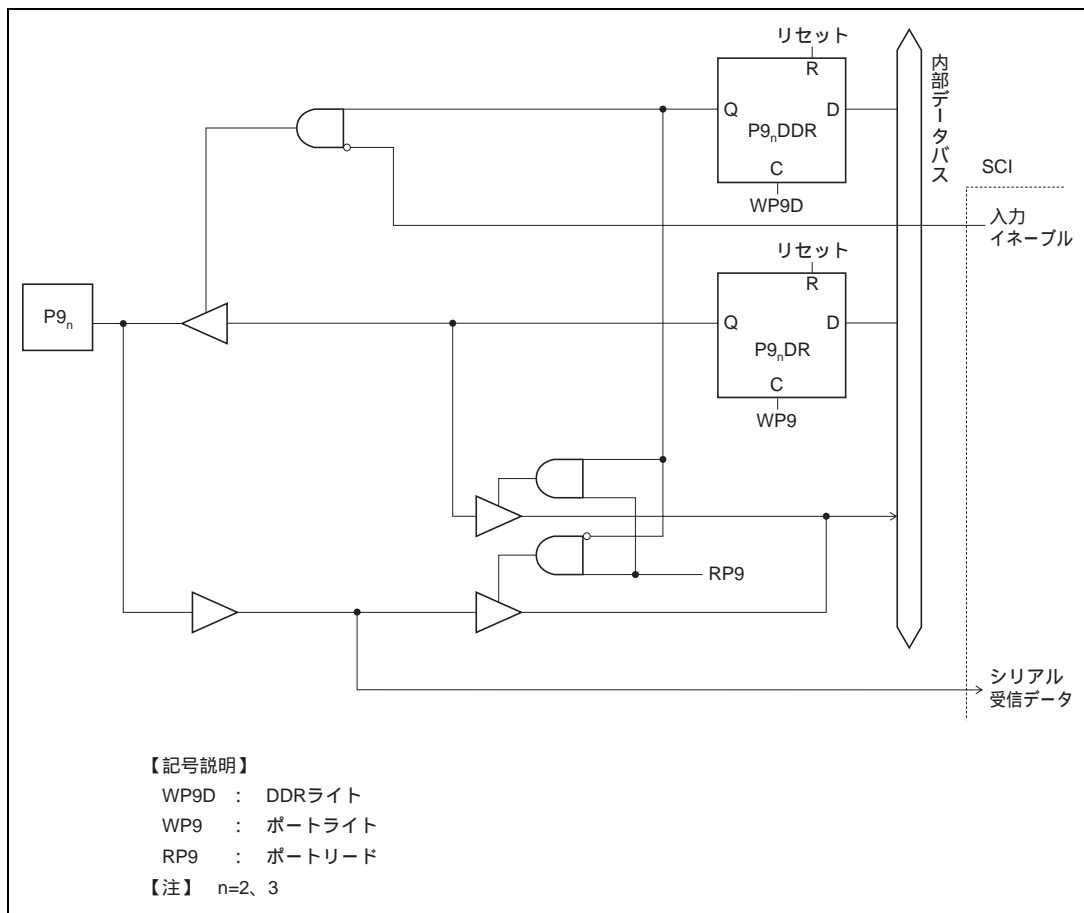 リセット
R
Q
D
P9nDDR
C
WP9D
内部データバス
SCI
入力
イネーブル
リセット
R
P9n
Q
D
P9nDR
C
WP9
RP9
シリアル
受信データ
【記号説明】
WP9D : DDRライト
WP9 : ポートライト
RP9 : ポートリード
【注】 n=2、3